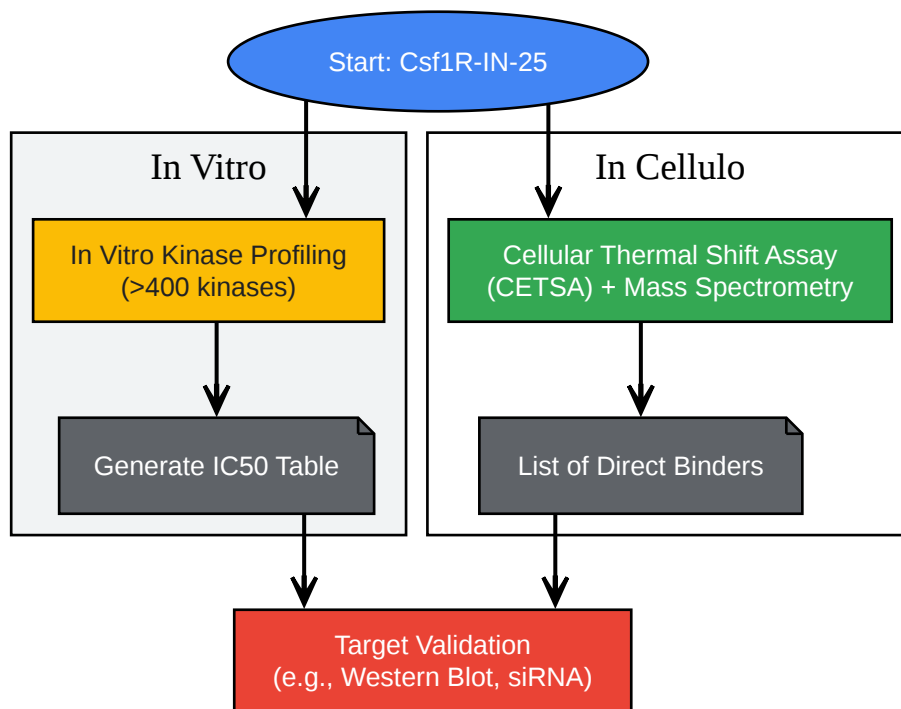 Start: Csf1R-IN-25
In Vitro
In Vitro Kinase Profiling
(>400 kinases)
Generate IC50 Table
In Cellulo
Cellular Thermal Shift Assay
(CETSA) + Mass Spectrometry
List of Direct Binders
Target Validation
(e.g., Western Blot, siRNA)